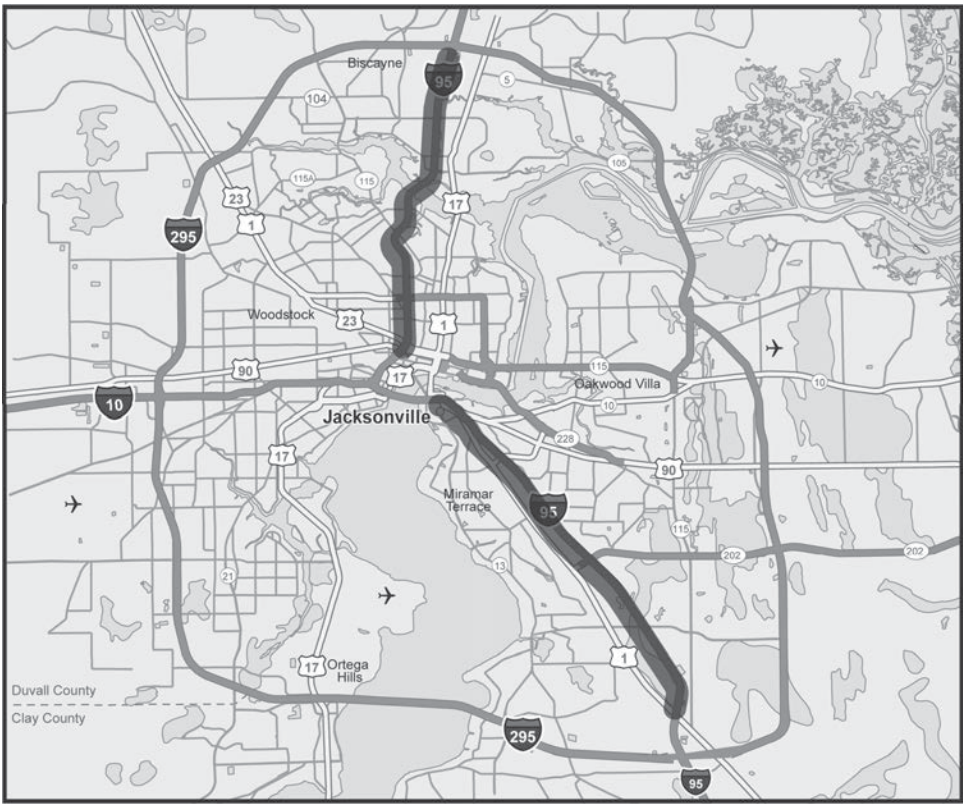 Biscayne
95
5
104
105
115A
115
23
17
1
295
Woodstock
23
1
90
17
115
Oakwood Villa
10
10
10
Jacksonville
228
17
90
Miramar
Terrace
95
115
13
202
202
21
1
17
Ortega
Hills
Duvall County
Clay County
295
95